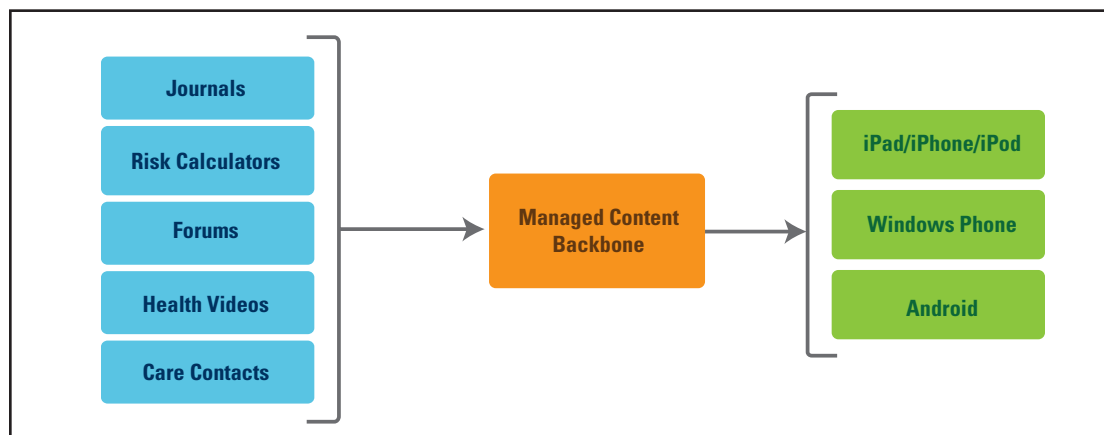 Journals
Risk Calculators
Forums
Health Videos
Care Contacts
Managed Content
Backbone
iPad/iPhone/iPod
Windows Phone
Android